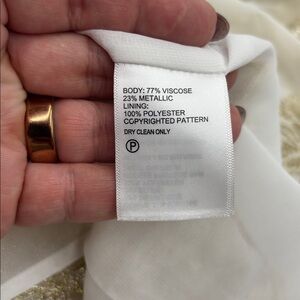 BODY: 77% VISCOSE
23% METALLIC
LINING:
100% POLYESTER
COPYRIGHTED PATTERN
DRY CLEAN ONLY
P